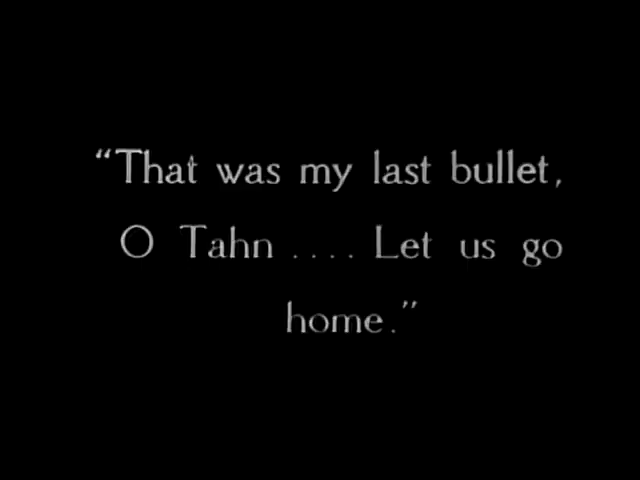 “That was my last bullet,
O Tahn .... Let us go
home.”